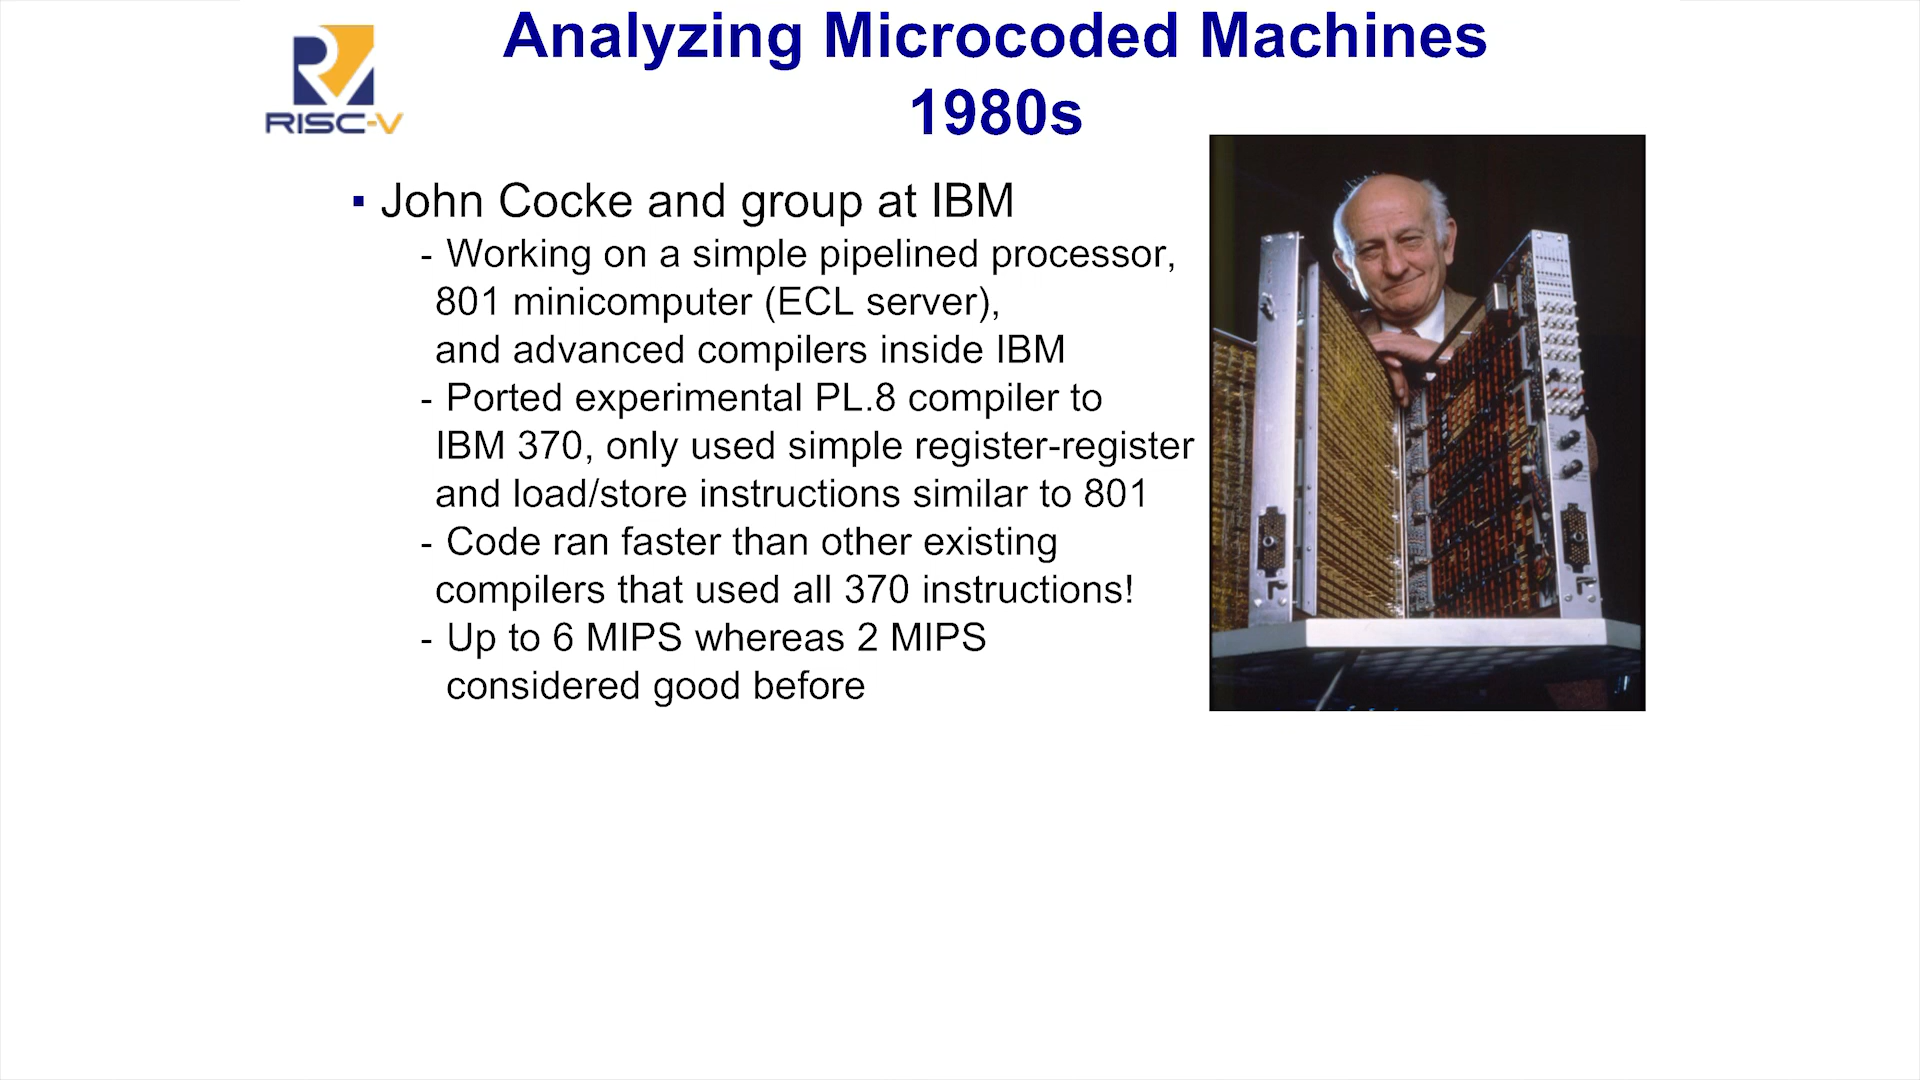 RISC-V
Analyzing Microcoded Machines
1980s
▪ John Cocke and group at IBM
- Working on a simple pipelined processor,
801 minicomputer (ECL server),
and advanced compilers inside IBM
- Ported experimental PL.8 compiler to
IBM 370, only used simple register-register
and load/store instructions similar to 801
- Code ran faster than other existing
compilers that used all 370 instructions!
- Up to 6 MIPS whereas 2 MIPS
considered good before